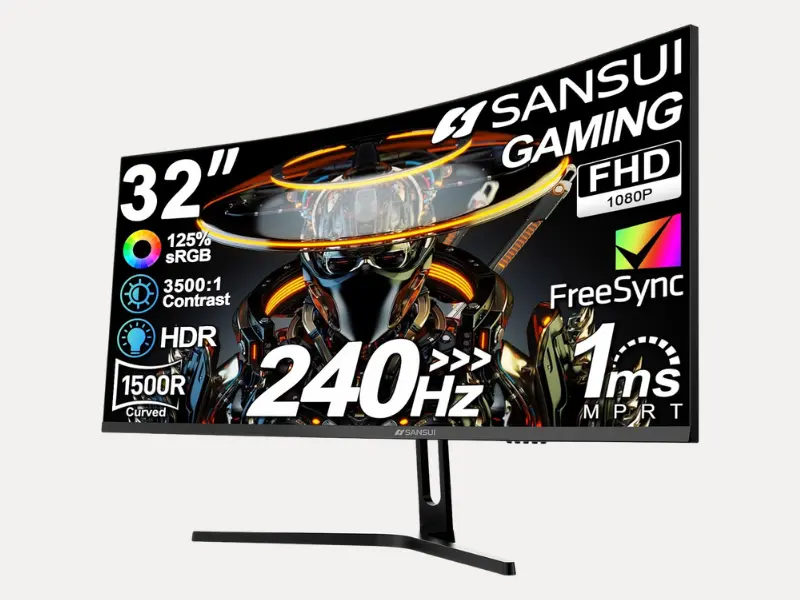 SANSUI
GAMING
32”
FHD
1080P
125%
sRGB
FreeSync
3500:1
Contrast
HDR
1500R
Curved
240Hz
1ms
MPRT
SANSUI